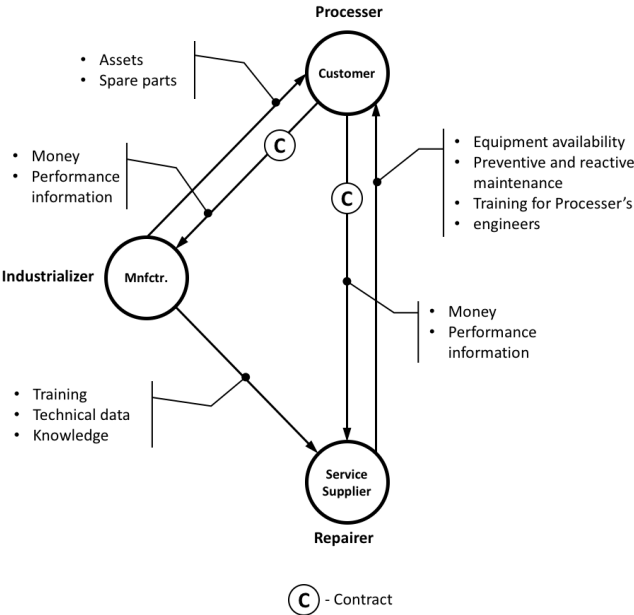 Processer
Customer
• Assets
• Spare parts
C
• Money
• Performance
information
• Equipment availability
• Preventive and reactive
maintenance
• Training for Processer's
• engineers
C
Industrializer
Mnfctr.
• Money
• Performance
information
• Training
• Technical data
• Knowledge
Service
Supplier
Repairer
C - Contract